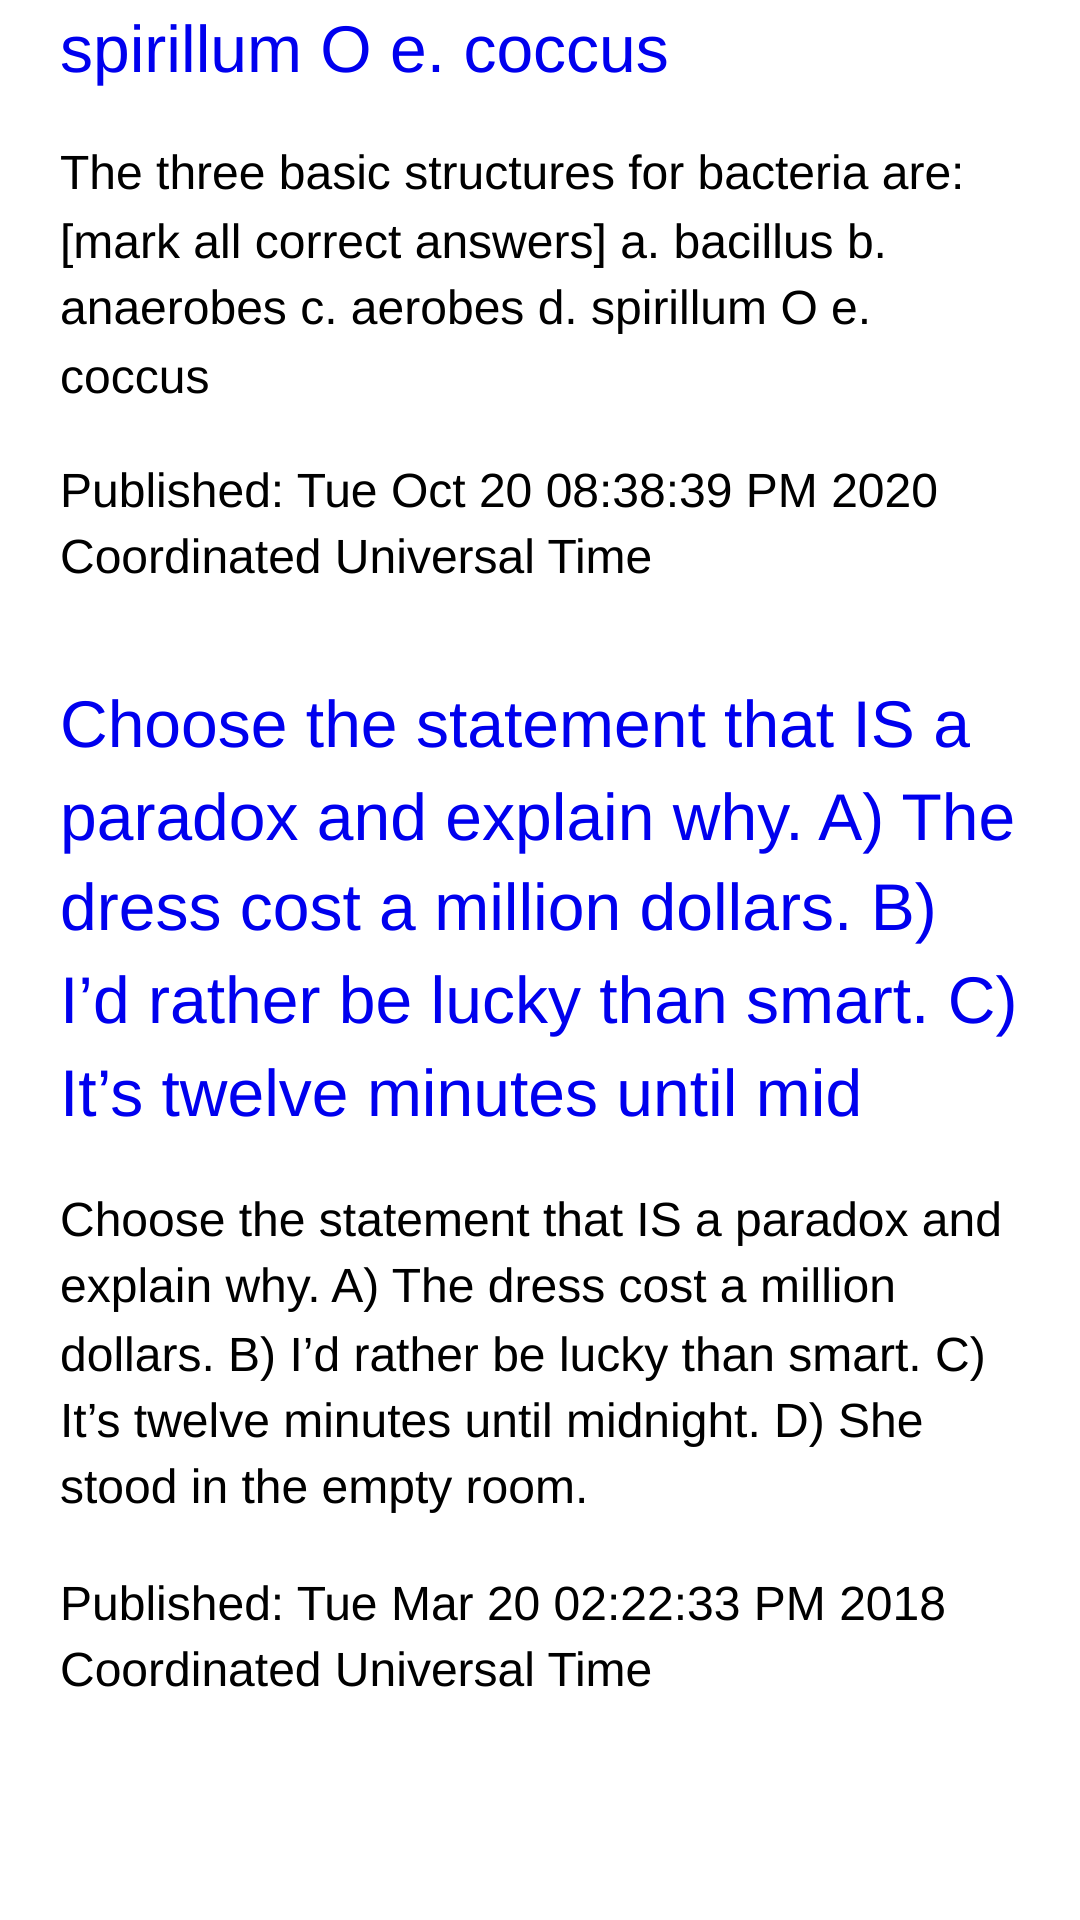 spirillum O e. coccus
The three basic structures for bacteria are:
[mark all correct answers] a. bacillus b.
anaerobes c. aerobes d. spirillum O e.
coccus
Published: Tue Oct 20 08:38:39 PM 2020
Coordinated Universal Time
Choose the statement that IS a
paradox and explain why. A) The
dress cost a million dollars. B)
I’d rather be lucky than smart. C)
It’s twelve minutes until mid
Choose the statement that IS a paradox and
explain why. A) The dress cost a million
dollars. B) I’d rather be lucky than smart. C)
It’s twelve minutes until midnight. D) She
stood in the empty room.
Published: Tue Mar 20 02:22:33 PM 2018
Coordinated Universal Time